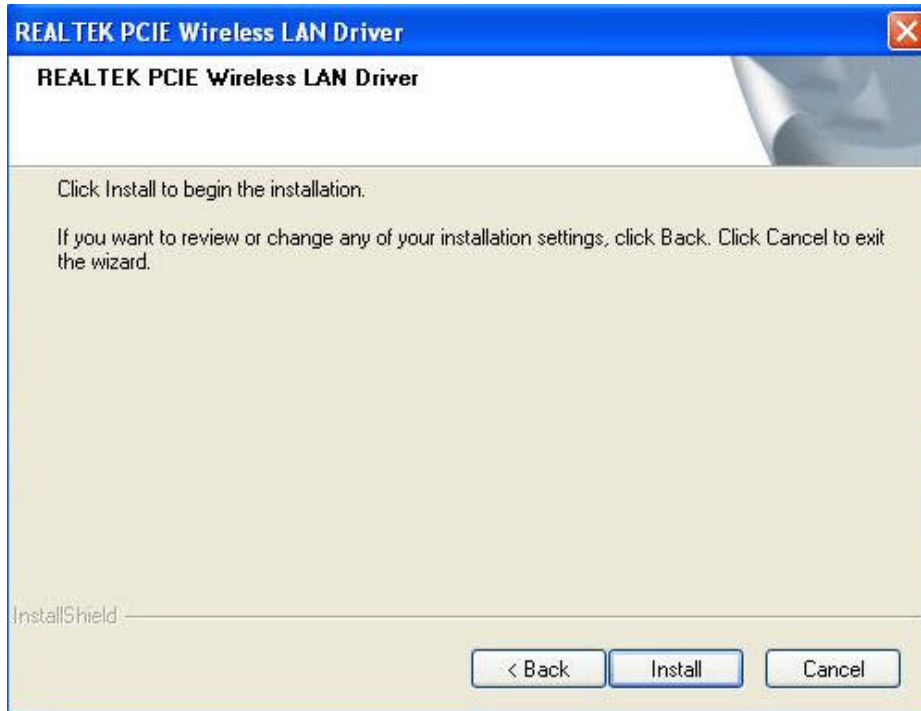 REALTEK PCIE Wireless LAN Driver
REALTEK PCIE Wireless LAN Driver
Click Install to begin the installation.
If you want to review or change any of your installation settings, click Back. Click Cancel to exit
the wizard.
InstallShield
< Back
Install
Cancel